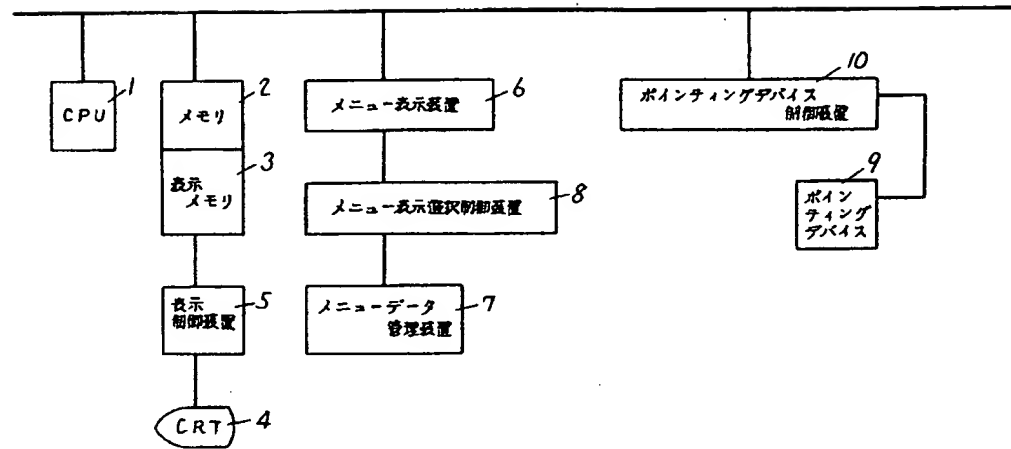 1
CPU
2
メモリ
3
表示
メモリ
5
表示
制御装置
CRT 4
6
メニュー表示装置
8
メニュー表示選択制御装置
7
メニューデータ
管理装置
10
ポインティングデバイス
制御装置
9
ポイン
ティング
デバイス